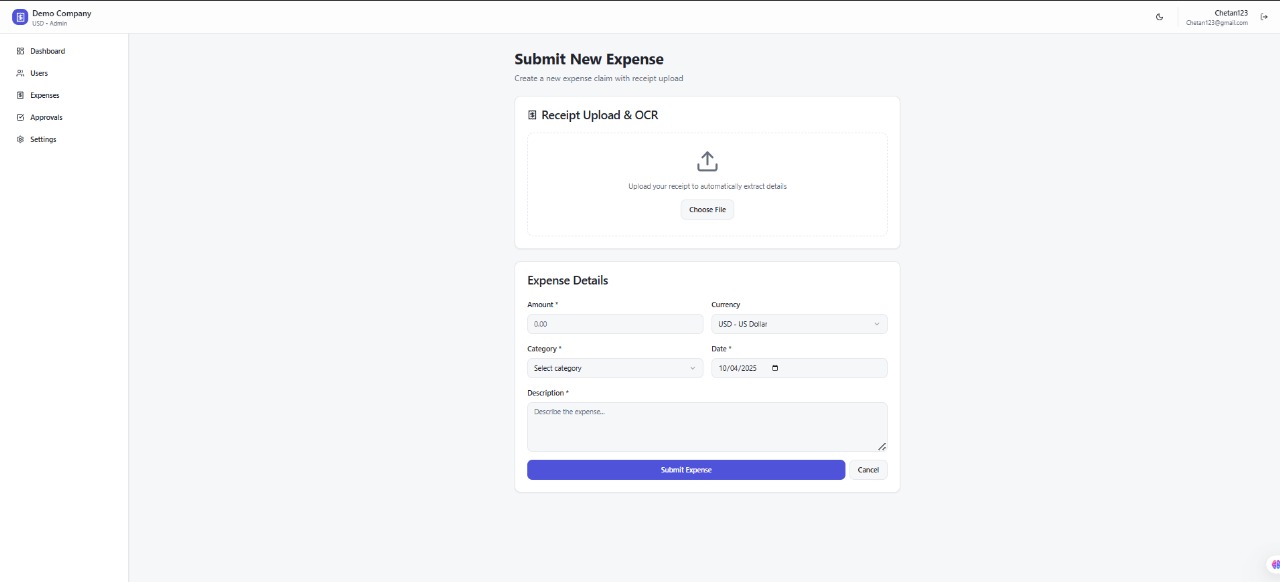 Demo Company
USD • Admin
Chetan123
Chetan123@gmail.com
Dashboard
Users
Expenses
Approvals
Settings
Submit New Expense
Create a new expense claim with receipt upload
Receipt Upload & OCR
Upload your receipt to automatically extract details
Choose File
Expense Details
Amount * Currency
0.00 USD - US Dollar
Category * Date *
Select category 10/04/2025
Description *
Describe the expense...
Submit Expense Cancel